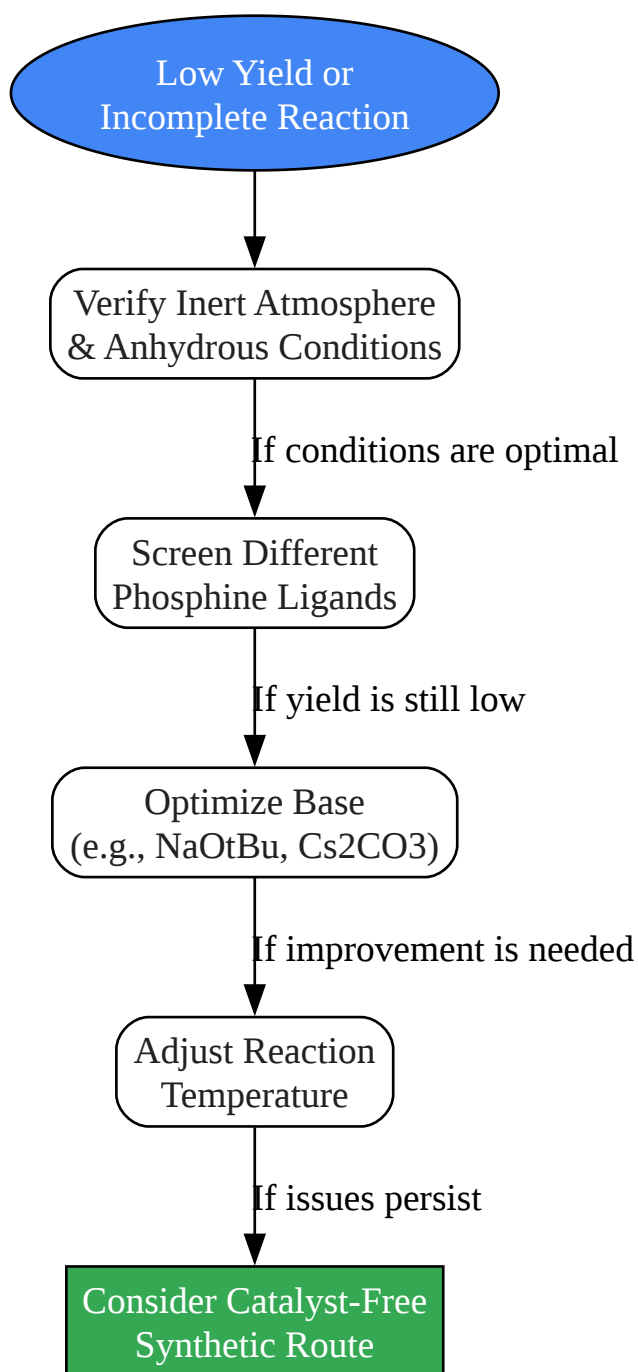 Low Yield or
Incomplete Reaction
Verify Inert Atmosphere
& Anhydrous Conditions
If conditions are optimal
Screen Different
Phosphine Ligands
If yield is still low
Optimize Base
(e.g., NaOtBu, Cs2CO3)
If improvement is needed
Adjust Reaction
Temperature
If issues persist
Consider Catalyst-Free
Synthetic Route